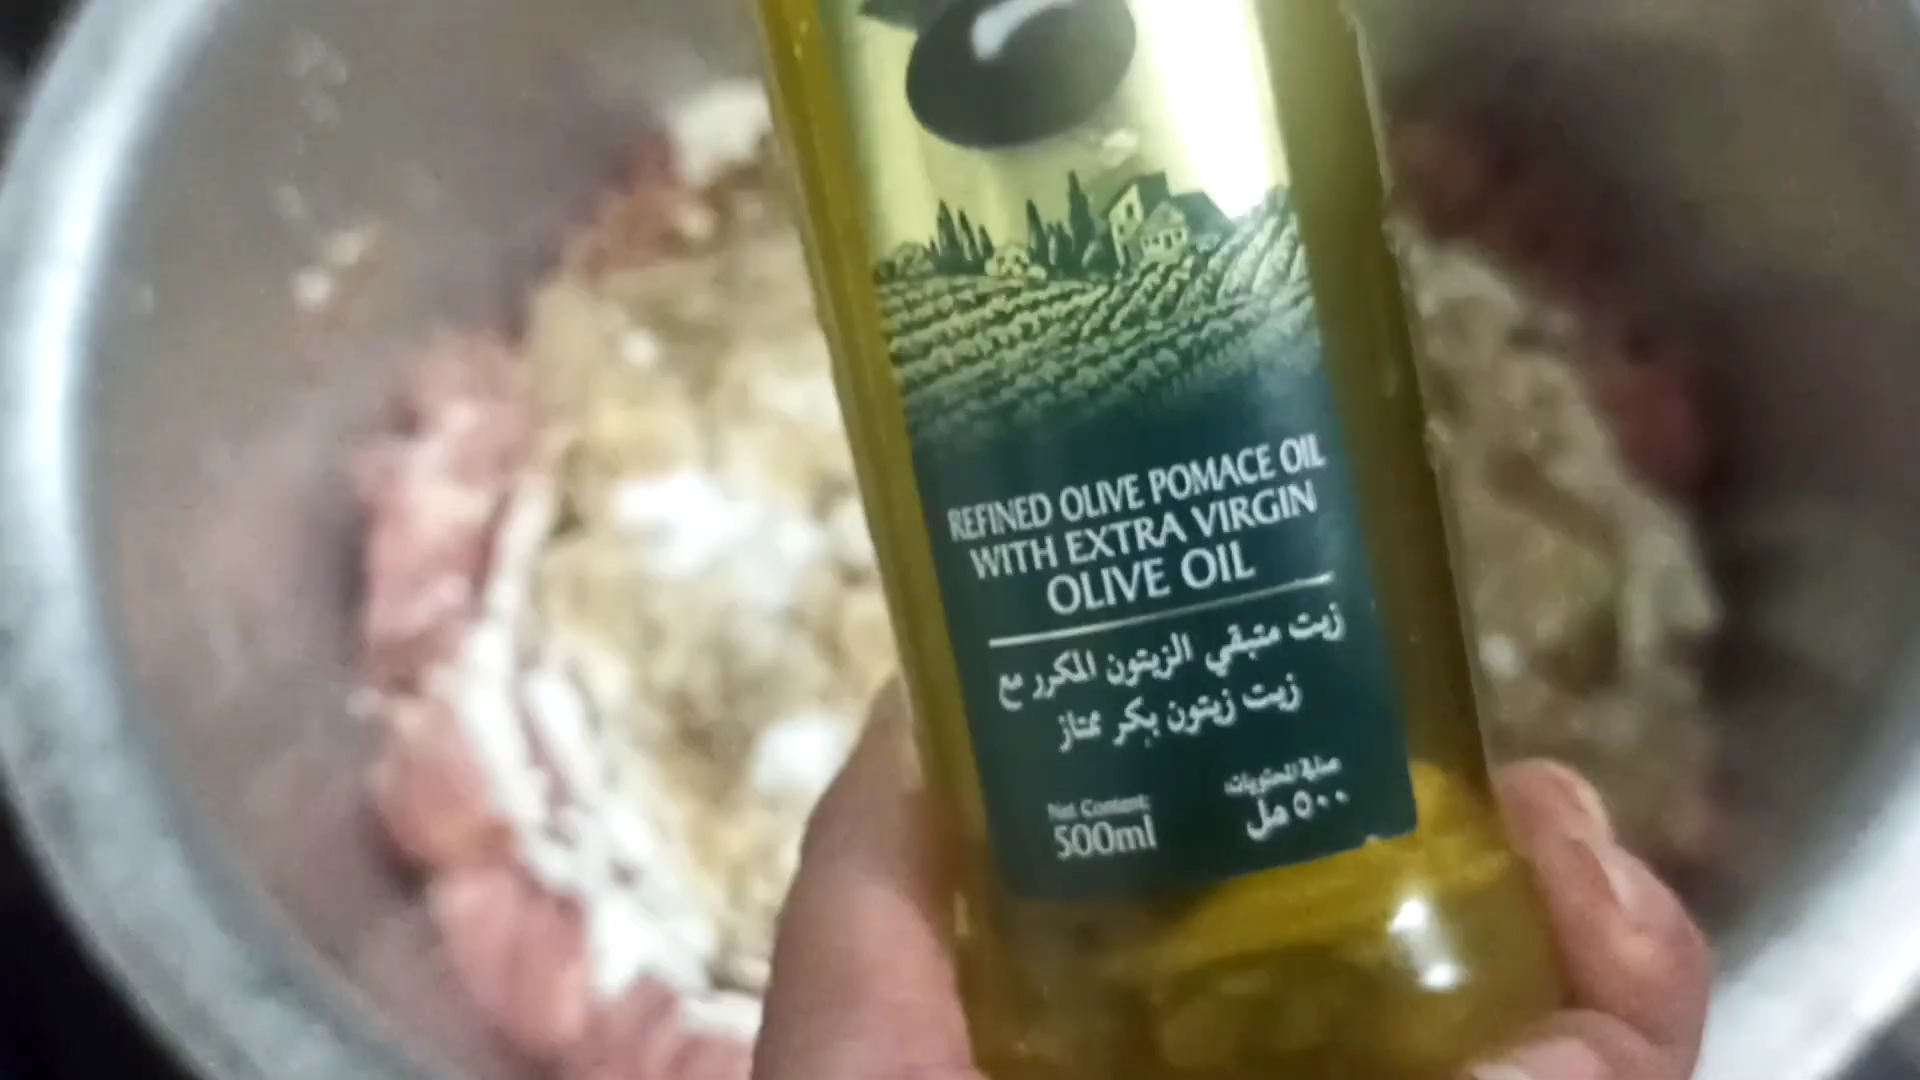 REFINED OLIVE POMACE OIL
WITH EXTRA VIRGIN
OLIVE OIL
زيت متبقي الزيتون المكرر مع
زيت زيتون بكر ممتاز
Net Content:
500ml
صافي المحتويات:
٥٠٠ مل